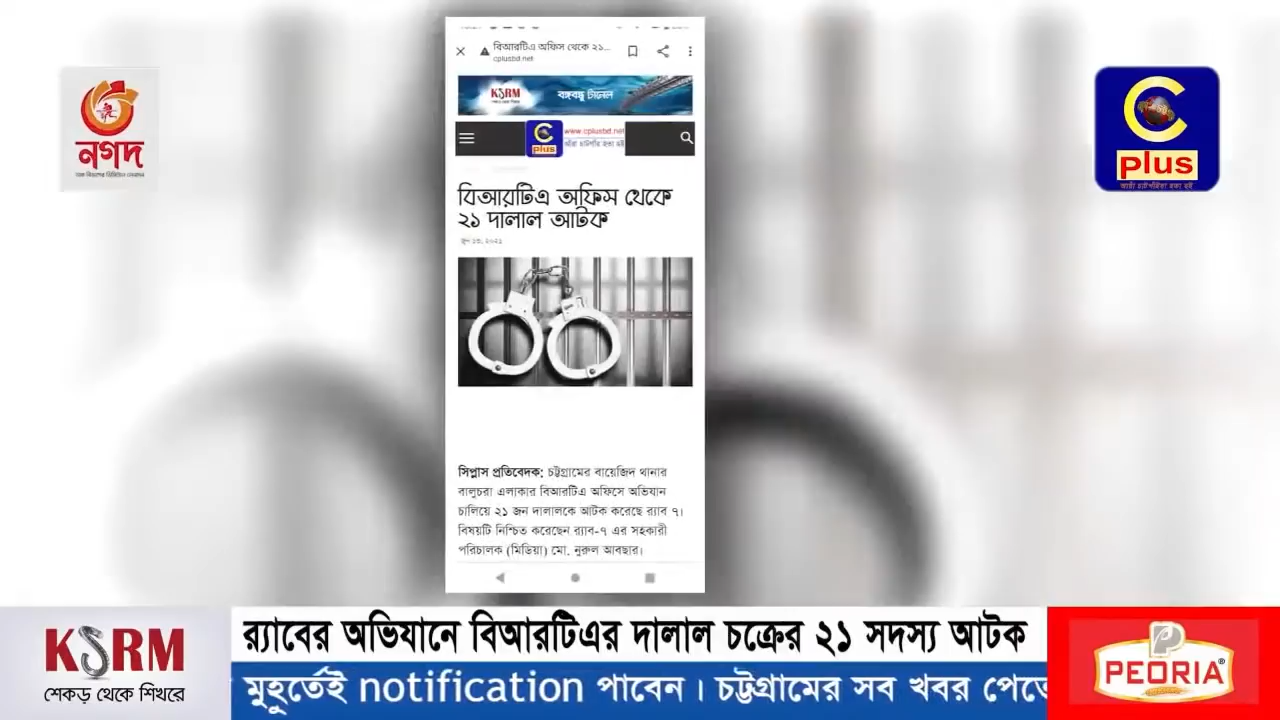 বিআরটিএ অফিস থেকে ২১...
cplusbd.net
KSRM
বঙ্গবন্ধু টানেল
নগদ
C
plus
C
plus
www.cplusbd.net
বিআরটিএ অফিস থেকে
২১ দালাল আটক
জুন ১৩, ২০২১
সিপ্লাস প্রতিবেদক: চট্টগ্রামের বায়েজিদ থানার
বালুচরা এলাকার বিআরটিএ অফিসে অভিযান
চালিয়ে ২১ জন দালালকে আটক করেছে র‍্যাব ৭।
বিষয়টি নিশ্চিত করেছেন র‍্যাব-৭ এর সহকারী
পরিচালক (মিডিয়া) মো. নুরুল আবছার।
KSRM
শেকড় থেকে শিখরে
র‍্যাবের অভিযানে বিআরটিএর দালাল চক্রের ২১ সদস্য আটক
মুহূর্তেই notification পাবেন। চট্টগ্রামের সব খবর পেতে
P
PEORIA®